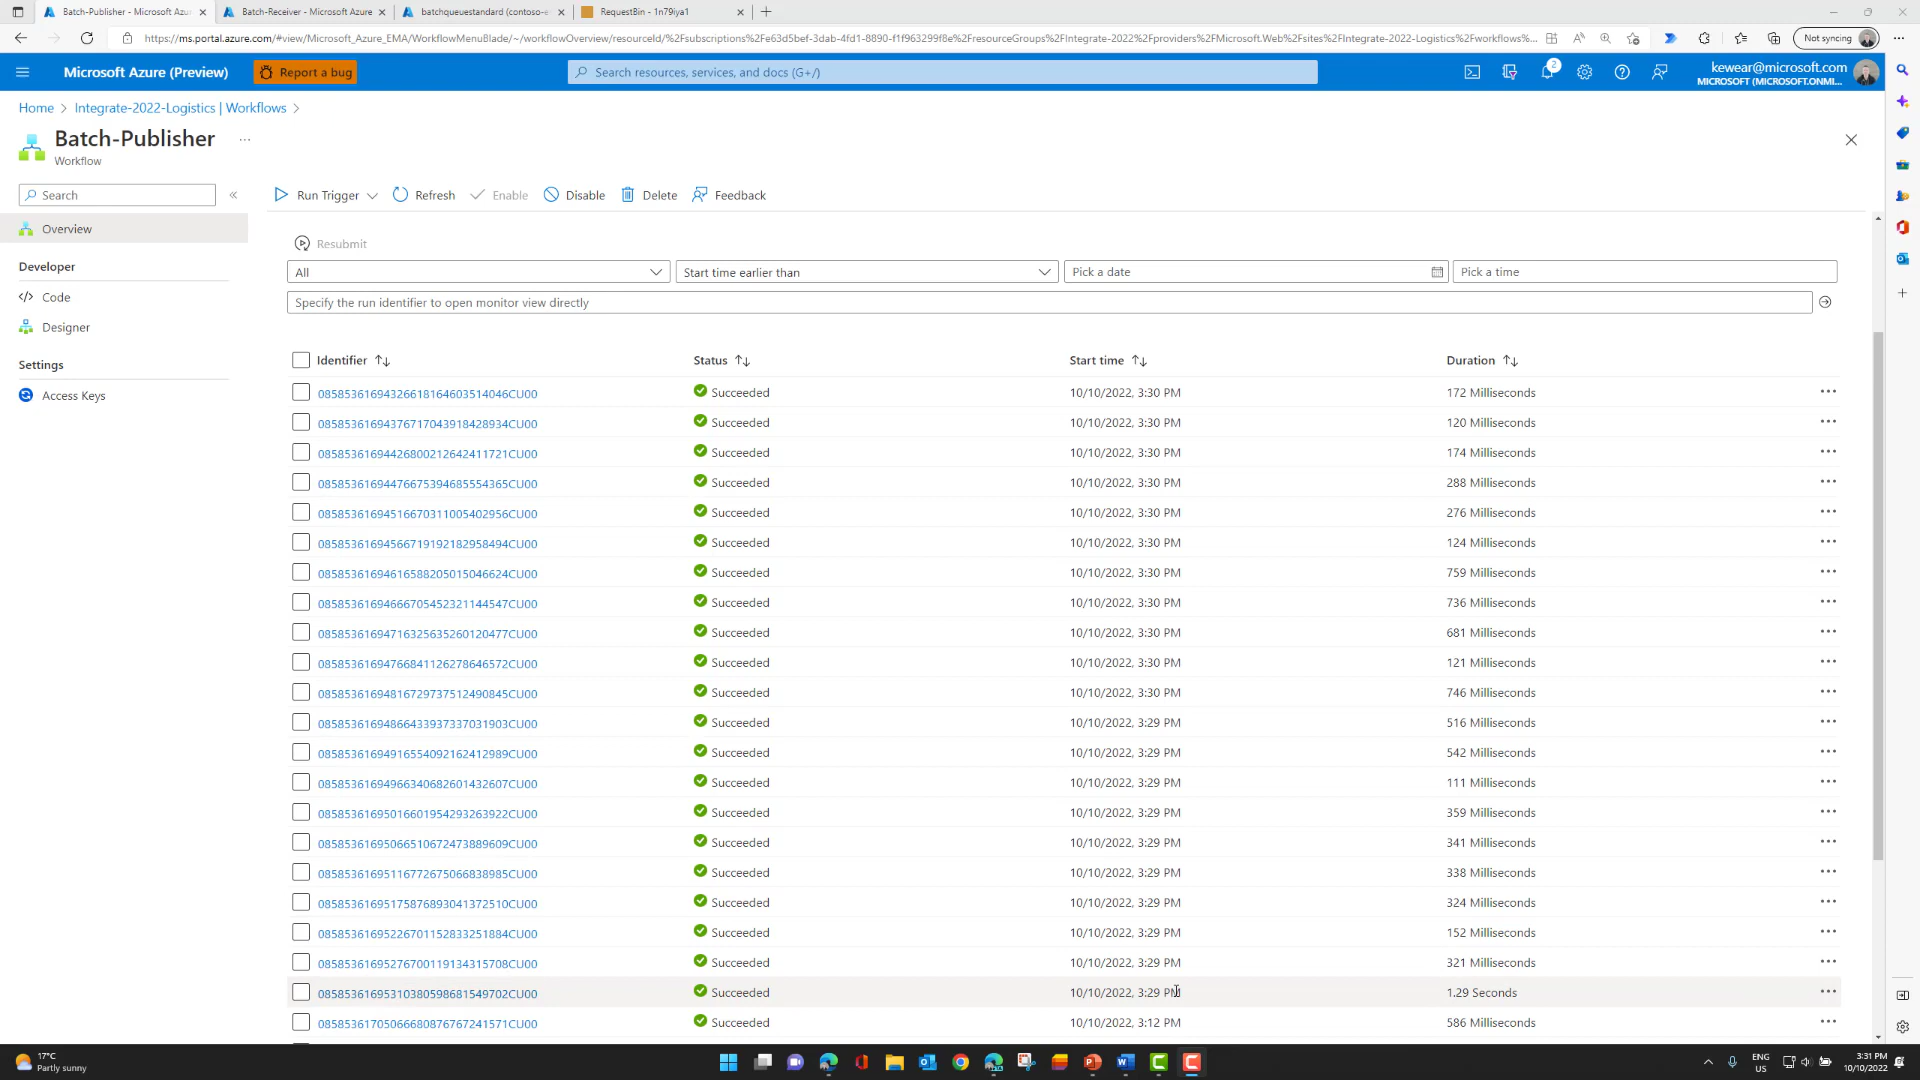 Batch-Publisher - Microsoft Azur
Batch-Receiver - Microsoft Azure
batchqueuestandard (contoso-e
RequestBin - 1n79iya1
https://ms.portal.azure.com/#view/Microsoft_Azure_EMA/WorkflowMenuBlade/~/workflowOverview/resourceId/%2Fsubscriptions%2Fe63d5bef-3dab-4fd1-8890-f1f963299f8e%2FresourceGroups%2FIntegrate-2022%2Fproviders%2FMicrosoft.Web%2Fsites%2FIntegrate-2022-Logistics%2Fworkflows%...
Not syncing
Microsoft Azure (Preview)
Report a bug
Search resources, services, and docs (G+/)
2
kewear@microsoft.com
MICROSOFT (MICROSOFT.ONMI...
Home > Integrate-2022-Logistics | Workflows >
Batch-Publisher ...
Workflow
Search
Run Trigger
Refresh
Enable
Disable
Delete
Feedback
Overview
Developer
Code
Designer
Settings
Access Keys
Resubmit
All
Start time earlier than
Pick a date
Pick a time
Specify the run identifier to open monitor view directly
Identifier Status Start time Duration
08585361694326618164603514046CU00 Succeeded 10/10/2022, 3:30 PM 172 Milliseconds
08585361694376717043918428934CU00 Succeeded 10/10/2022, 3:30 PM 120 Milliseconds
08585361694426800212642411721CU00 Succeeded 10/10/2022, 3:30 PM 174 Milliseconds
08585361694476675394685554365CU00 Succeeded 10/10/2022, 3:30 PM 288 Milliseconds
08585361694516670311005402956CU00 Succeeded 10/10/2022, 3:30 PM 276 Milliseconds
08585361694566719192182958494CU00 Succeeded 10/10/2022, 3:30 PM 124 Milliseconds
08585361694616588205015046624CU00 Succeeded 10/10/2022, 3:30 PM 759 Milliseconds
08585361694666705452321144547CU00 Succeeded 10/10/2022, 3:30 PM 736 Milliseconds
08585361694716325635260120477CU00 Succeeded 10/10/2022, 3:30 PM 681 Milliseconds
08585361694766841126278646572CU00 Succeeded 10/10/2022, 3:30 PM 121 Milliseconds
08585361694816729737512490845CU00 Succeeded 10/10/2022, 3:30 PM 746 Milliseconds
08585361694866433937337031903CU00 Succeeded 10/10/2022, 3:29 PM 516 Milliseconds
08585361694916554092162412989CU00 Succeeded 10/10/2022, 3:29 PM 542 Milliseconds
08585361694966340682601432607CU00 Succeeded 10/10/2022, 3:29 PM 111 Milliseconds
08585361695016601954293263922CU00 Succeeded 10/10/2022, 3:29 PM 359 Milliseconds
08585361695066510672473889609CU00 Succeeded 10/10/2022, 3:29 PM 341 Milliseconds
08585361695116772675066838985CU00 Succeeded 10/10/2022, 3:29 PM 338 Milliseconds
08585361695175876893041372510CU00 Succeeded 10/10/2022, 3:29 PM 324 Milliseconds
08585361695226701152833251884CU00 Succeeded 10/10/2022, 3:29 PM 152 Milliseconds
08585361695276700119134315708CU00 Succeeded 10/10/2022, 3:29 PM 321 Milliseconds
08585361695310380598681549702CU00 Succeeded 10/10/2022, 3:29 PM 1.29 Seconds
08585361705066680876767241571CU00 Succeeded 10/10/2022, 3:12 PM 586 Milliseconds
17°C
Partly sunny
ENG
US
3:31 PM
10/10/2022